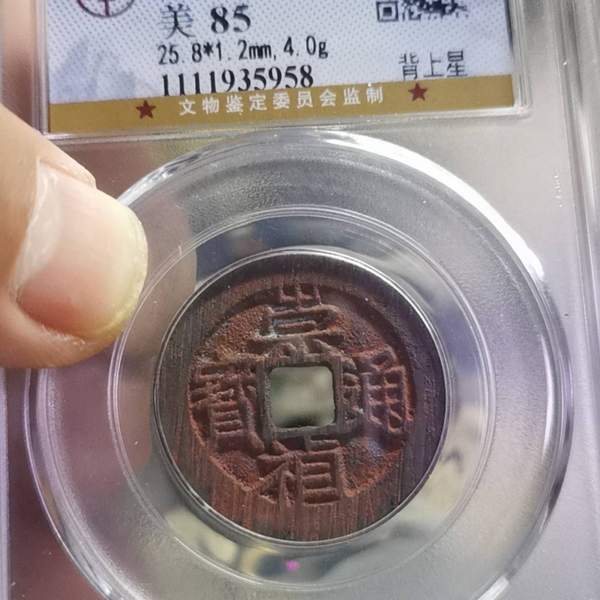 美 85
25.8*1.2mm, 4.0g
1111935958
背上星
文物鉴定委员会监制
崇禎通寶